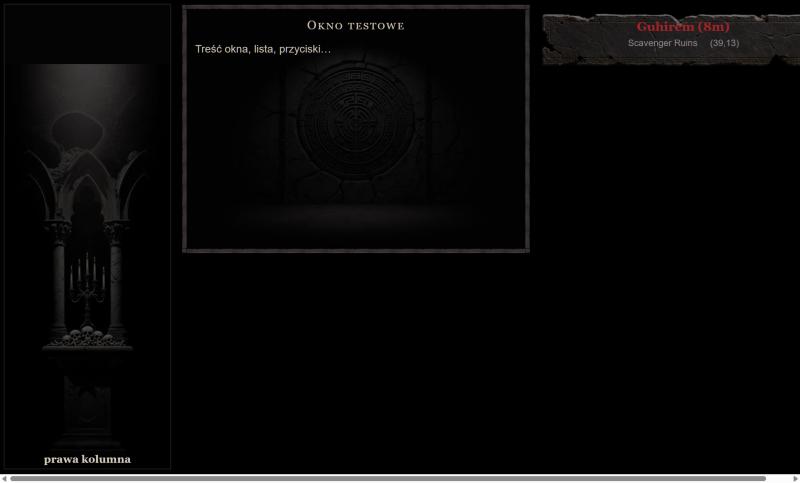 Okno testowe
Treść okna, lista, przyciski…
Guhirem (8m)
Scavenger Ruins (39,13)
prawa kolumna